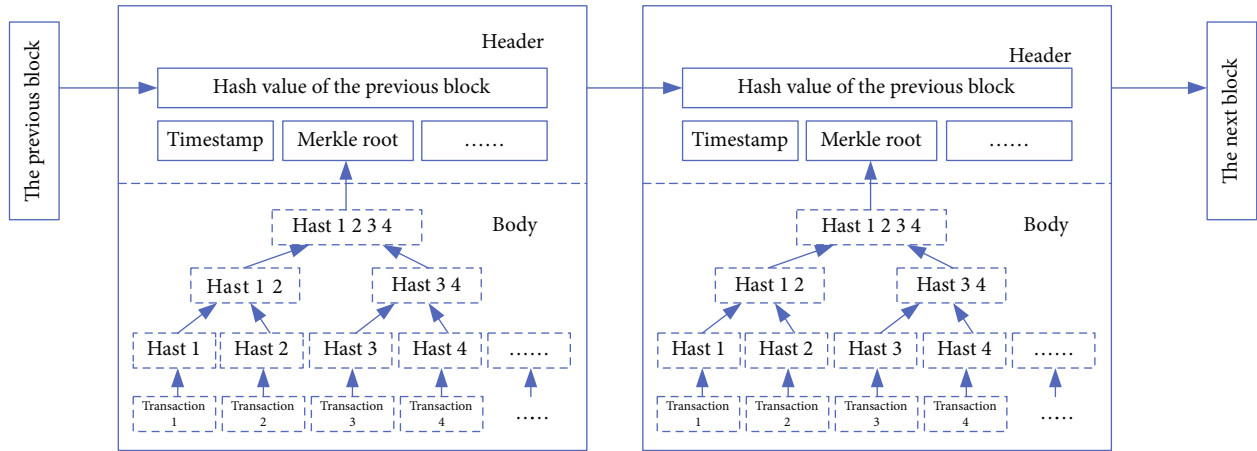 The previous block
Header
Hash value of the previous block
Timestamp
Merkle root
......
Body
Hast 1 2 3 4
Hast 1 2
Hast 3 4
Hast 1
Hast 2
Hast 3
Hast 4
......
Transaction
1
Transaction
2
Transaction
3
Transaction
4
.....
Header
Hash value of the previous block
Timestamp
Merkle root
......
Body
Hast 1 2 3 4
Hast 1 2
Hast 3 4
Hast 1
Hast 2
Hast 3
Hast 4
......
Transaction
1
Transaction
2
Transaction
3
Transaction
4
.....
The next block